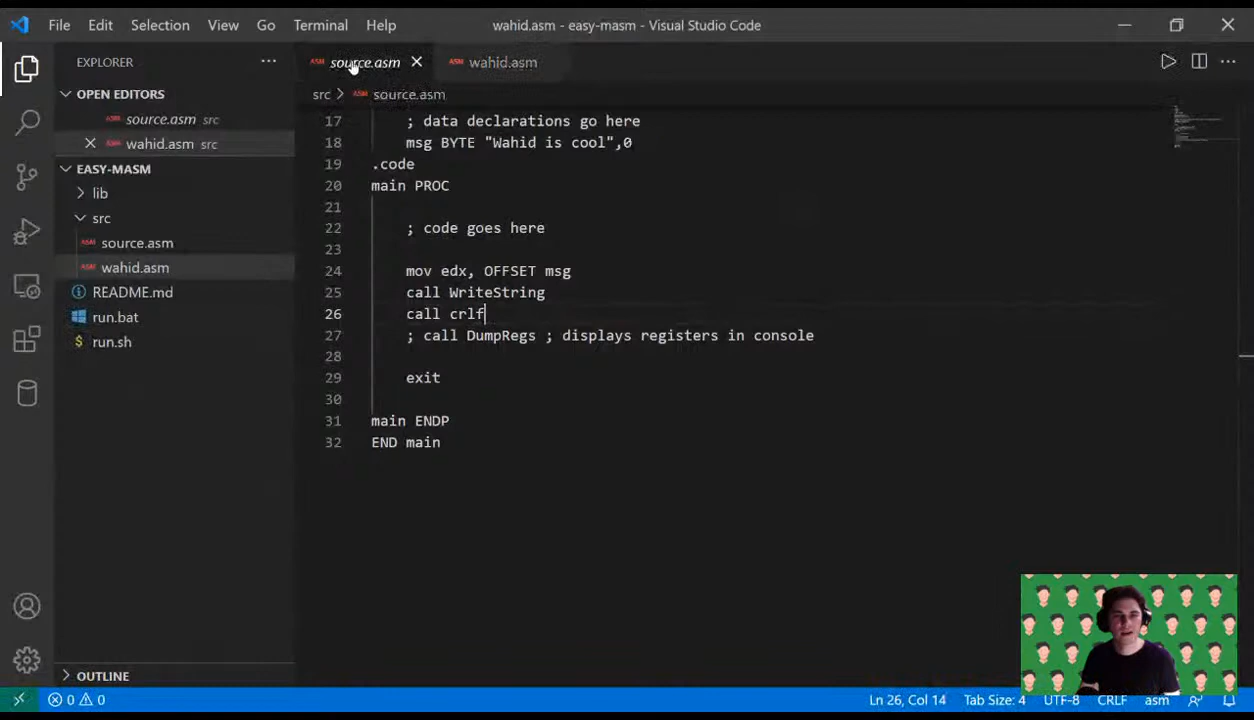 File Edit Selection View Go Terminal Help wahid.asm - easy-masm - Visual Studio Code
EXPLORER
source.asm wahid.asm
OPEN EDITORS
source.asm src
wahid.asm src
EASY-MASM
lib
src
source.asm
wahid.asm
README.md
run.bat
run.sh
OUTLINE
src > source.asm
17 ; data declarations go here
18 msg BYTE "Wahid is cool",0
19 .code
20 main PROC
21
22 ; code goes here
23
24 mov edx, OFFSET msg
25 call WriteString
26 call crlf
27 ; call DumpRegs ; displays registers in console
28
29 exit
30
31 main ENDP
32 END main
0 0 Ln 26, Col 14 Tab Size: 4 UTF-8 CRLF asm